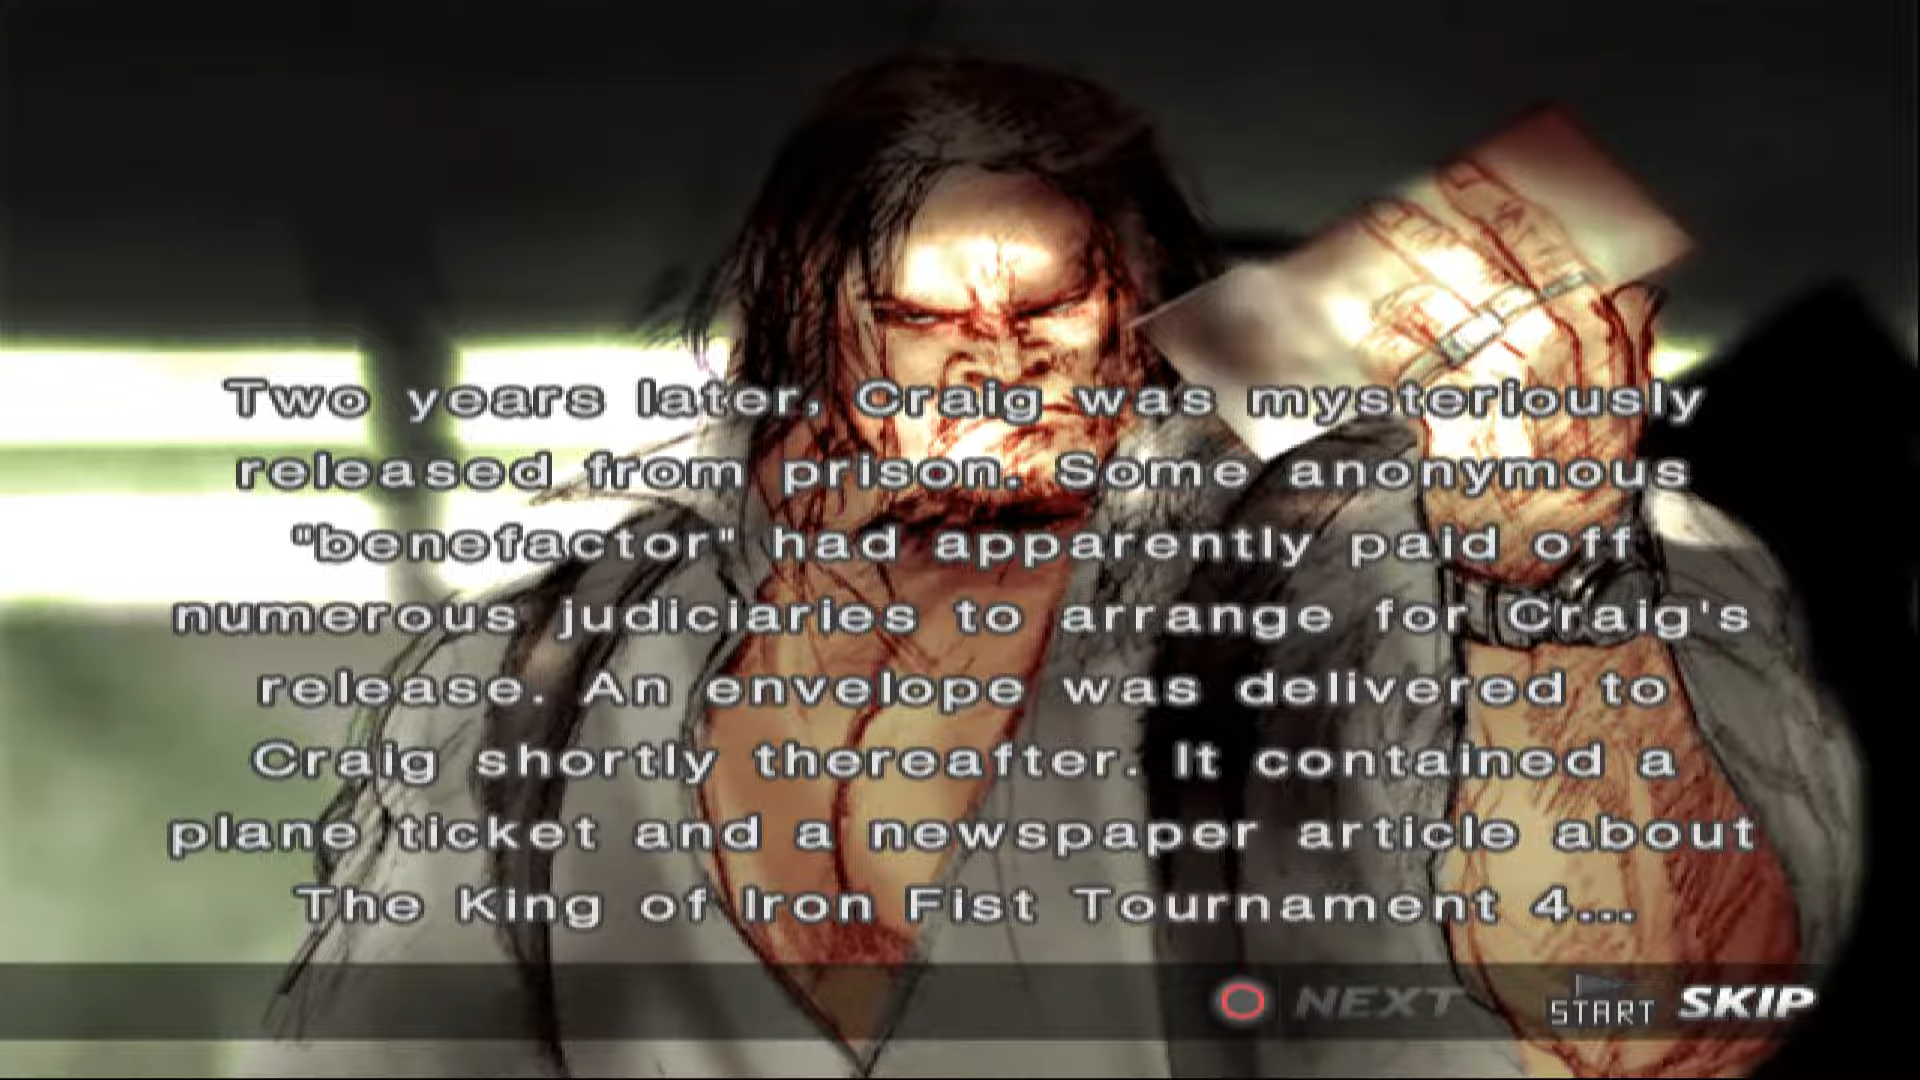 Two years later, Craig was mysteriously
released from prison. Some anonymous
"benefactor" had apparently paid off
numerous judiciaries to arrange for Craig's
release. An envelope was delivered to
Craig shortly thereafter. It contained a
plane ticket and a newspaper article about
The King of Iron Fist Tournament 4...
NEXT START SKIP